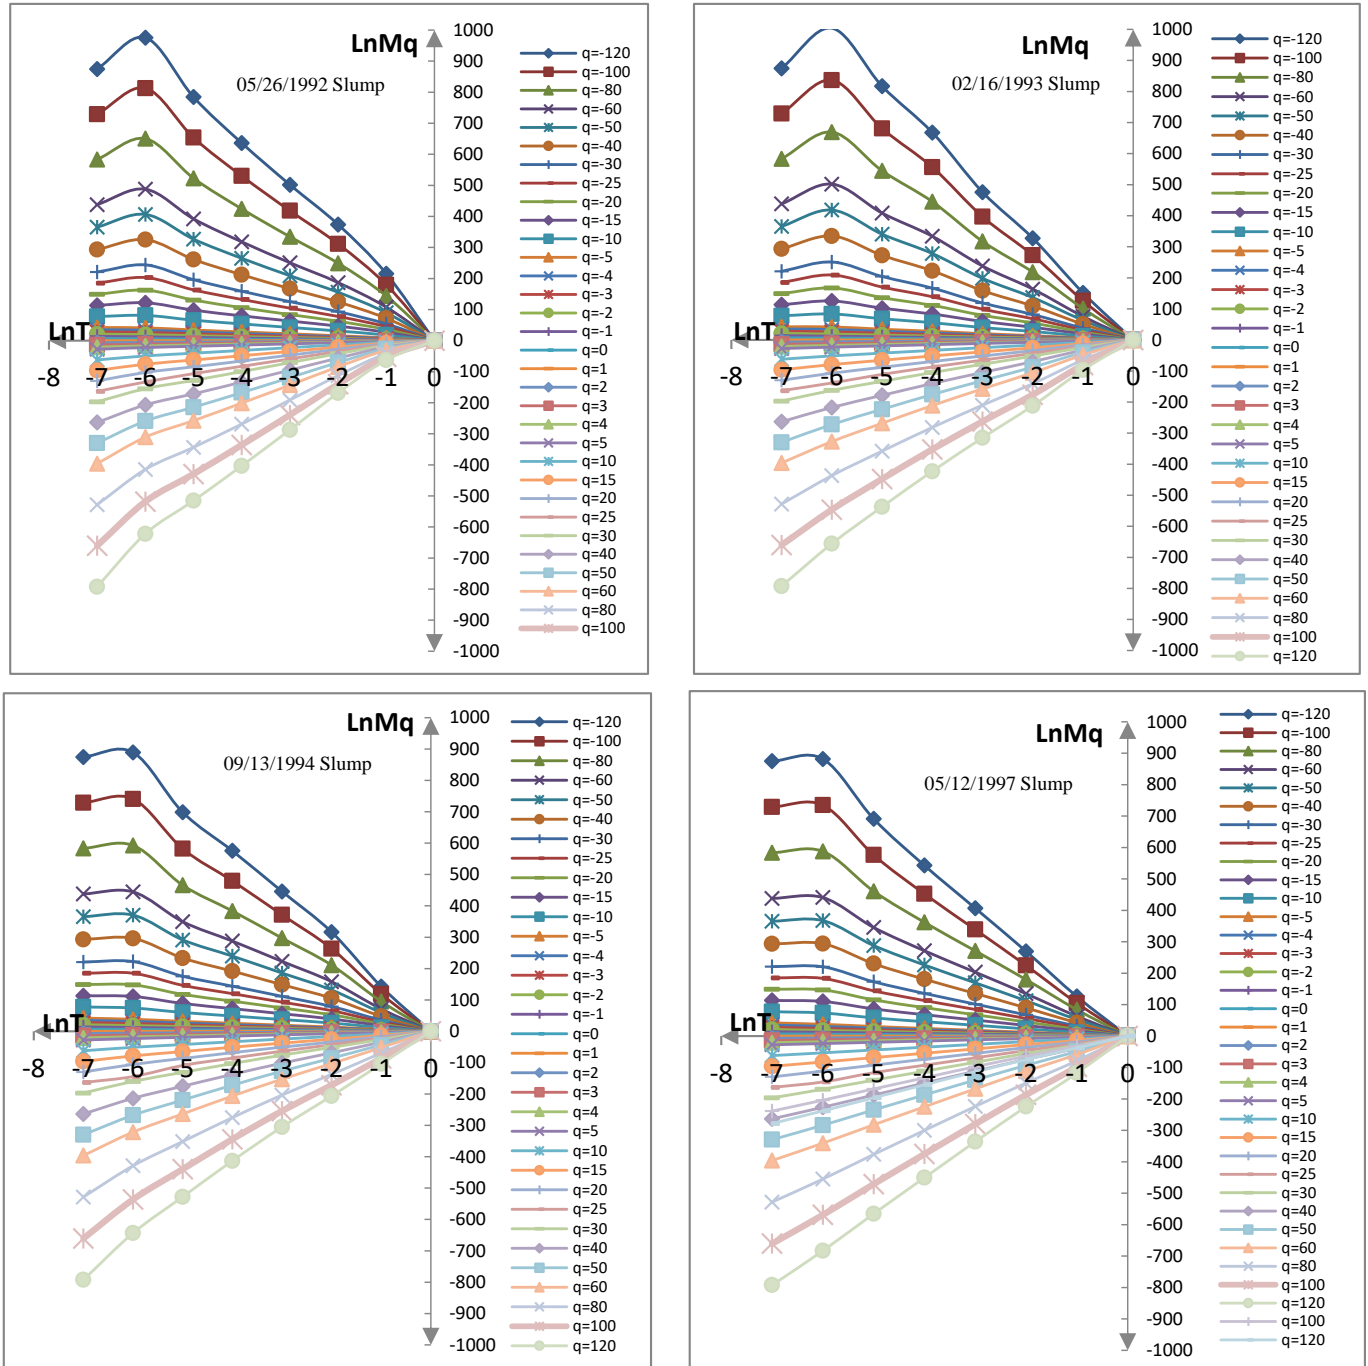 LnMq
05/26/1992 Slump
1000
900
800
700
600
500
400
300
200
100
0
-100
-200
-300
-400
-500
-600
-700
-800
-900
-1000
LnT
-8
-7
-6
-5
-4
-3
-2
-1
0
q=-120
q=-100
q=-80
q=-60
q=-50
q=-40
q=-30
q=-25
q=-20
q=-15
q=-10
q=-5
q=-4
q=-3
q=-2
q=-1
q=0
q=1
q=2
q=3
q=4
q=5
q=10
q=15
q=20
q=25
q=30
q=40
q=50
q=60
q=80
q=100
LnMq
02/16/1993 Slump
1000
900
800
700
600
500
400
300
200
100
0
-100
-200
-300
-400
-500
-600
-700
-800
-900
-1000
LnT
-8
-7
-6
-5
-4
-3
-2
-1
0
q=-120
q=-100
q=-80
q=-60
q=-50
q=-40
q=-30
q=-25
q=-20
q=-15
q=-10
q=-5
q=-4
q=-3
q=-2
q=-1
q=0
q=1
q=2
q=3
q=4
q=5
q=10
q=15
q=20
q=25
q=30
q=40
q=50
q=60
q=80
q=100
q=120
LnMq
09/13/1994 Slump
1000
900
800
700
600
500
400
300
200
100
0
-100
-200
-300
-400
-500
-600
-700
-800
-900
-1000
LnT
-8
-7
-6
-5
-4
-3
-2
-1
0
q=-120
q=-100
q=-80
q=-60
q=-50
q=-40
q=-30
q=-25
q=-20
q=-15
q=-10
q=-5
q=-4
q=-3
q=-2
q=-1
q=0
q=1
q=2
q=3
q=4
q=5
q=10
q=15
q=20
q=25
q=30
q=40
q=50
q=60
q=80
q=100
q=120
LnMq
05/12/1997 Slump
1000
900
800
700
600
500
400
300
200
100
0
-100
-200
-300
-400
-500
-600
-700
-800
-900
-1000
LnT
-8
-7
-6
-5
-4
-3
-2
-1
0
q=-120
q=-100
q=-80
q=-60
q=-50
q=-40
q=-30
q=-25
q=-20
q=-15
q=-10
q=-5
q=-4
q=-3
q=-2
q=-1
q=0
q=1
q=2
q=3
q=4
q=5
q=10
q=15
q=20
q=25
q=30
q=40
q=50
q=60
q=80
q=100
q=120
q=100
q=120